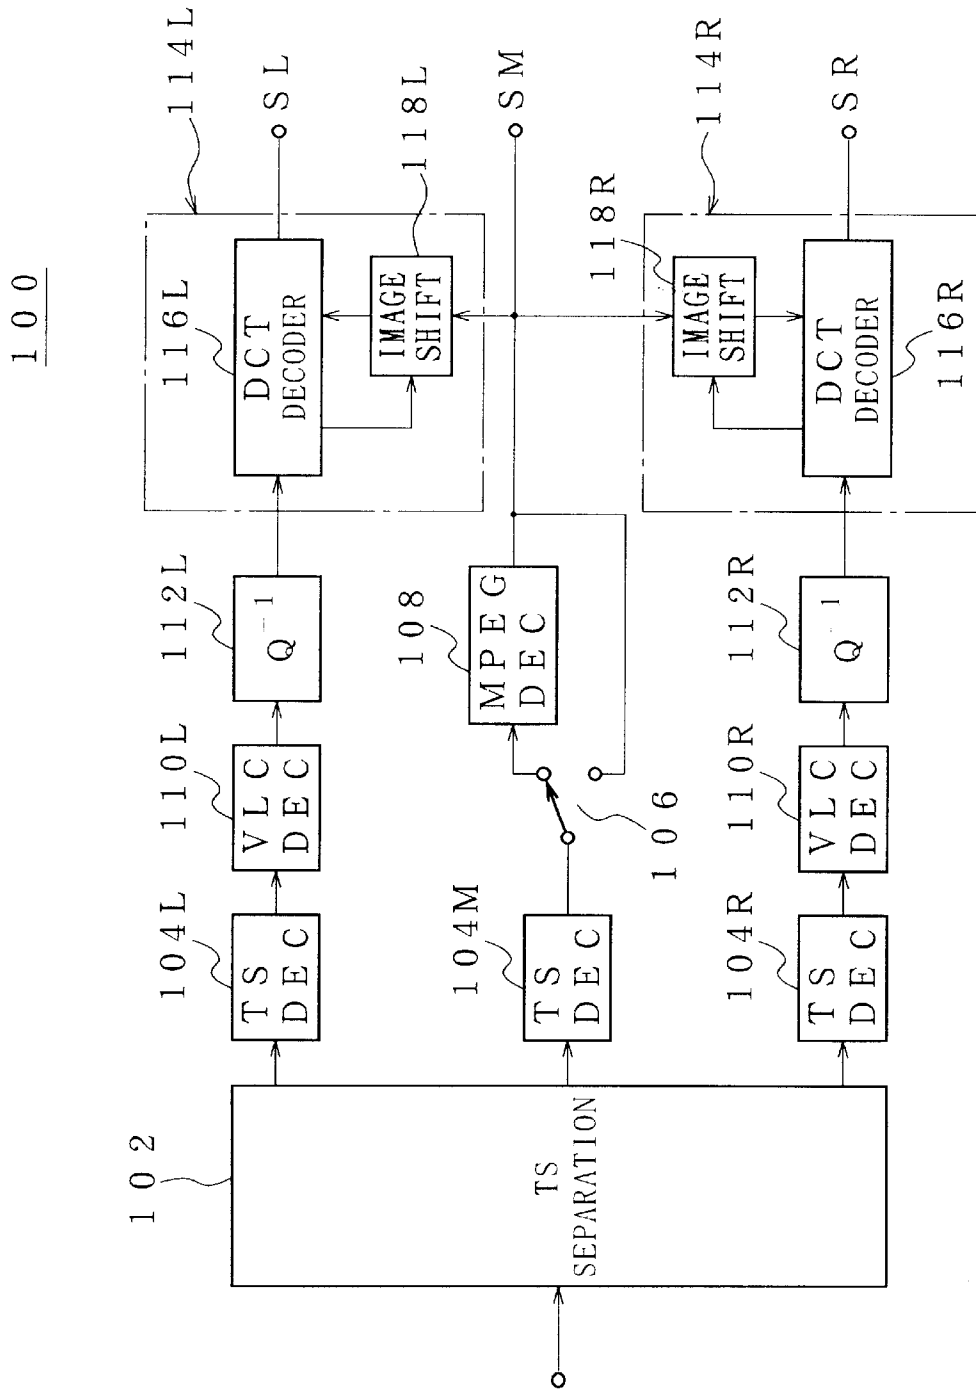 100
102
TS
SEPARATION
104L
TS
DEC
110L
VLC
DEC
112L
Q⁻¹
114L
116L
DCT
DECODER
118L
IMAGE
SHIFT
SL
104M
TS
DEC
106
108
MPEG
DEC
SM
104R
TS
DEC
110R
VLC
DEC
112R
Q⁻¹
114R
118R
IMAGE
SHIFT
DCT
DECODER
116R
SR